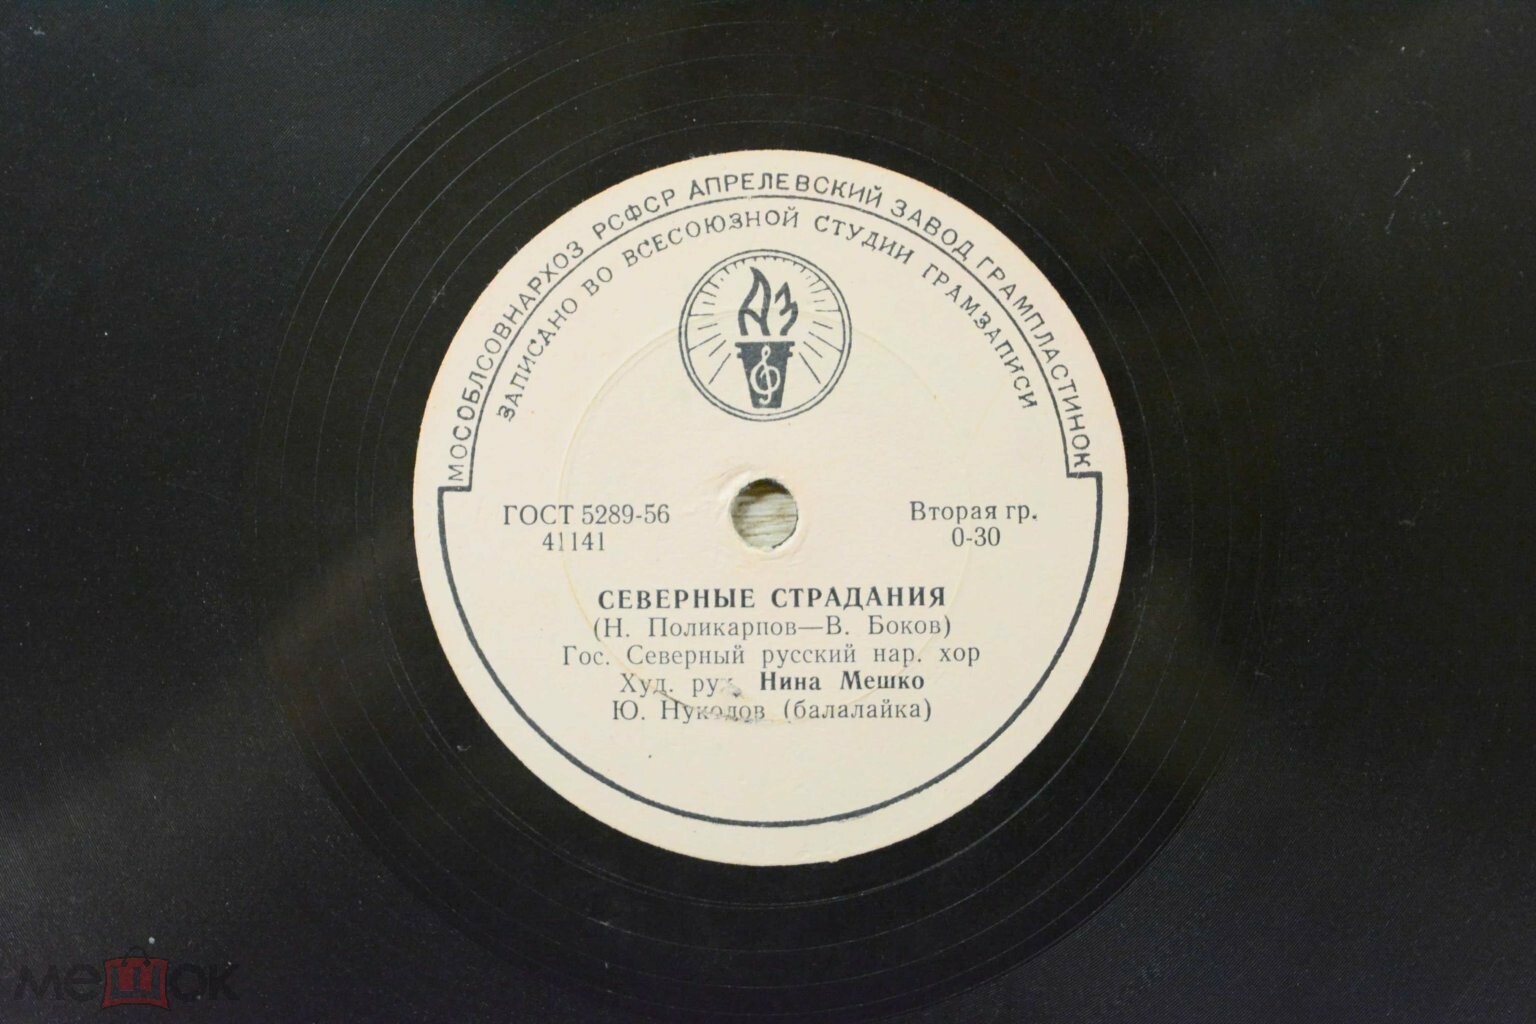 МОСОБЛСОВНАРХОЗ РСФСР АПРЕЛЕВСКИЙ ЗАВОД ГРАМПЛАСТИНОК
ЗАПИСАНО ВО ВСЕСОЮЗНОЙ СТУДИИ ГРАМЗАПИСИ
АЗ
ГОСТ 5289-56
41141
Вторая гр.
0-30
СЕВЕРНЫЕ СТРАДАНИЯ
(Н. Поликарпов—В. Боков)
Гос. Северный русский нар. хор
Худ. Нина Мешко
Ю. (балалайка)
мешок